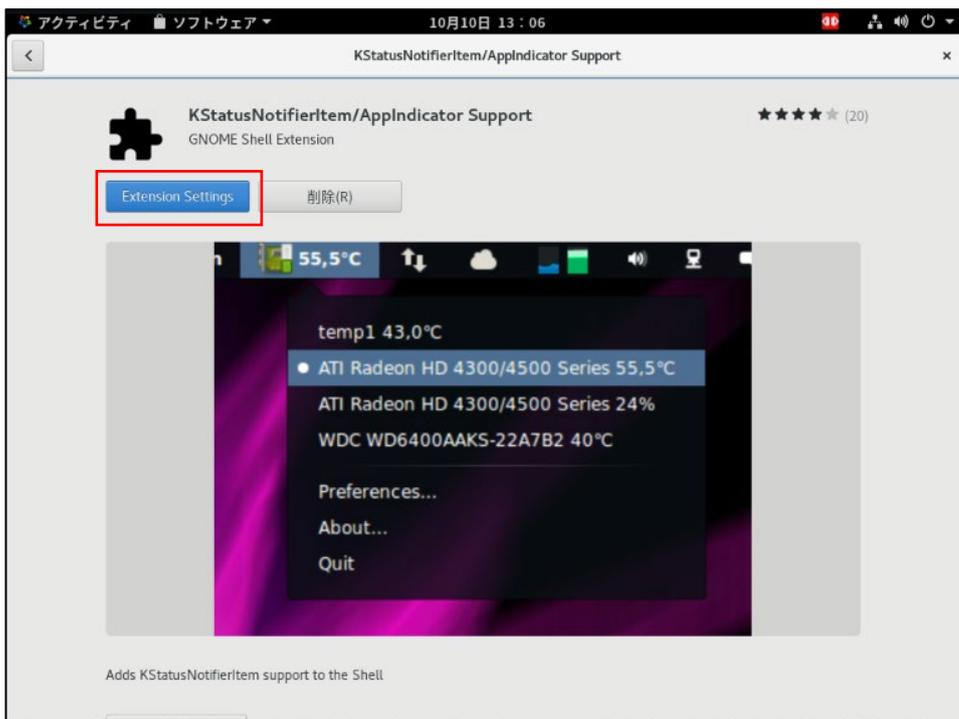 アクティビティ ソフトウェア 10月10日 13：06
KStatusNotifierItem/AppIndicator Support
KStatusNotifierItem/AppIndicator Support (20)
GNOME Shell Extension
Extension Settings 削除(R)
n 55,5°C
temp1 43,0°C
ATI Radeon HD 4300/4500 Series 55,5°C
ATI Radeon HD 4300/4500 Series 24%
WDC WD6400AAKS-22A7B2 40°C
Preferences...
About...
Quit
Adds KStatusNotifierItem support to the Shell